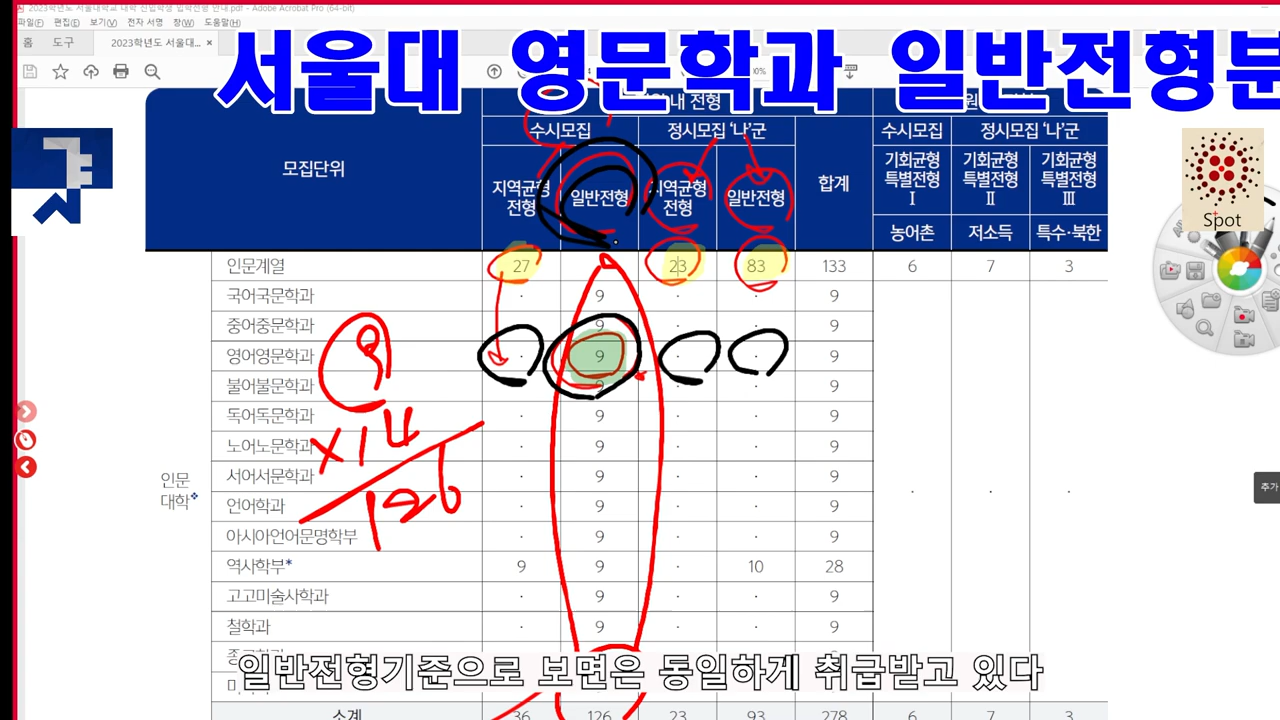 2023학년도 서울대학교 대학 신입학생 입학전형 안내.pdf - Adobe Acrobat Pro (64-bit)
파일(F) 편집(E) 보기(V) 전자 서명 창(W) 도움말(H)
홈 도구 2023학년도 서울대... ×
서울대 영문학과 일반전형분
내 전형
수시모집 정시모집 '나'군 수시모집 정시모집 '나'군
모집단위 지역균형 전형 일반전형 지역균형 전형 일반전형 합계 기회균형 특별전형 Ⅰ 기회균형 특별전형 Ⅱ 기회균형 특별전형 Ⅲ
농어촌 저소득 특수·북한
Spot
인문계열 27 23 83 133 6 7 3
국어국문학과 · 9 · · 9
중어중문학과 9 · · 9
영어영문학과 · 9 · · 9
불어불문학과 · 9 · · 9
독어독문학과 · 9 · · 9
노어노문학과 · 9 · · 9
서어서문학과 · 9 · · 9
언어학과 · 9 · · 9
아시아언어문명학부 · 9 · · 9
역사학부* 9 9 · 10 28
고고미술사학과 · 9 · · 9
철학과 · 9 · · 9
인문
대학❖
· · ·
9
×14
126
추가
일반전형기준으로 보면은 동일하게 취급받고 있다
소계 36 126 23 93 278 6 7 3